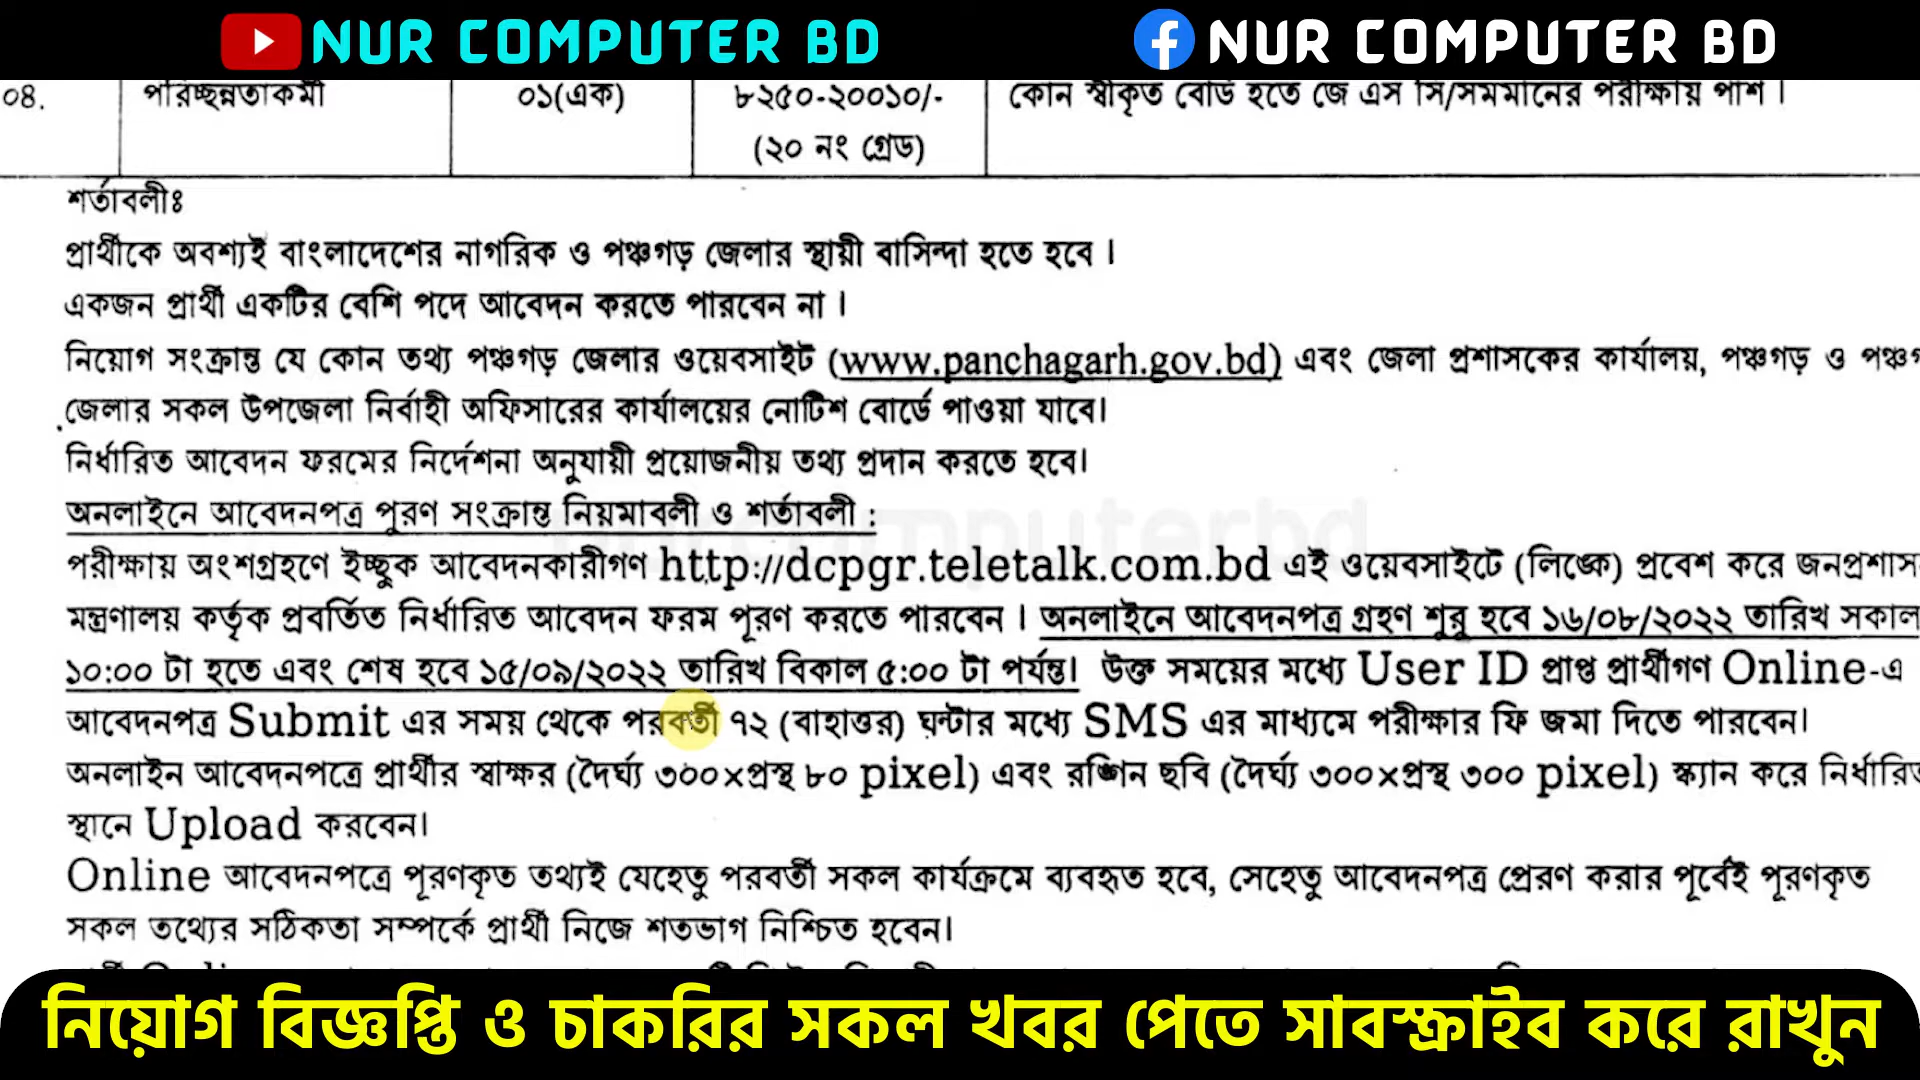 NUR COMPUTER BD NUR COMPUTER BD
০৪. পরিচ্ছন্নতাকর্মী ০১(এক) ৮২৫০-২০০১০/- কোন স্বীকৃত বোর্ড হতে জে এস সি/সমমানের পরীক্ষায় পাশ।
(২০ নং গ্রেড)
শর্তাবলীঃ
প্রার্থীকে অবশ্যই বাংলাদেশের নাগরিক ও পঞ্চগড় জেলার স্থায়ী বাসিন্দা হতে হবে।
একজন প্রার্থী একটির বেশি পদে আবেদন করতে পারবেন না।
নিয়োগ সংক্রান্ত যে কোন তথ্য পঞ্চগড় জেলার ওয়েবসাইট (www.panchagarh.gov.bd) এবং জেলা প্রশাসকের কার্যালয়, পঞ্চগড় ও
জেলার সকল উপজেলা নির্বাহী অফিসারের কার্যালয়ের নোটিশ বোর্ডে পাওয়া যাবে।
নির্ধারিত আবেদন ফরমের নির্দেশনা অনুযায়ী প্রয়োজনীয় তথ্য প্রদান করতে হবে।
nurcomputerbd
অনলাইনে আবেদনপত্র পুরণ সংক্রান্ত নিয়মাবলী ও শর্তাবলী :
পরীক্ষায় অংশগ্রহণে ইচ্ছুক আবেদনকারীগণ http://dcpgr.teletalk.com.bd এই ওয়েবসাইটে (লিঙ্কে) প্রবেশ করে
মন্ত্রণালয় কর্তৃক প্রবর্তিত নির্ধারিত আবেদন ফরম পূরণ করতে পারবেন। অনলাইনে আবেদনপত্র গ্রহণ শুরু হবে ১৬/০৮/২০২২ তারিখ সকাল
১০:০০ টা হতে এবং শেষ হবে ১৫/০৯/২০২২ তারিখ বিকাল ৫:০০ টা পর্যন্ত। উক্ত সময়ের মধ্যে User ID প্রাপ্ত প্রার্থীগণ Online-এ
আবেদনপত্র Submit এর সময় থেকে পরবর্তী ৭২ (বাহাত্তর) ঘন্টার মধ্যে SMS এর মাধ্যমে পরীক্ষার ফি জমা দিতে পারবেন।
অনলাইন আবেদনপত্রে প্রার্থীর স্বাক্ষর (দৈর্ঘ্য ৩০০×প্রস্থ ৮০ pixel) এবং রঙ্গিন ছবি (দৈর্ঘ্য ৩০০×প্রস্থ ৩০০ pixel) স্ক্যান করে নির্ধারিত
স্থানে Upload করবেন।
Online আবেদনপত্রে পূরণকৃত তথ্যই যেহেতু পরবর্তী সকল কার্যক্রমে ব্যবহৃত হবে, সেহেতু আবেদনপত্র প্রেরণ করার পূর্বেই পূরণকৃত
সকল তথ্যের সঠিকতা সম্পর্কে প্রার্থী নিজে শতভাগ নিশ্চিত হবেন।
নিয়োগ বিজ্ঞপ্তি ও চাকরির সকল খবর পেতে সাবস্ক্রাইব করে রাখুন